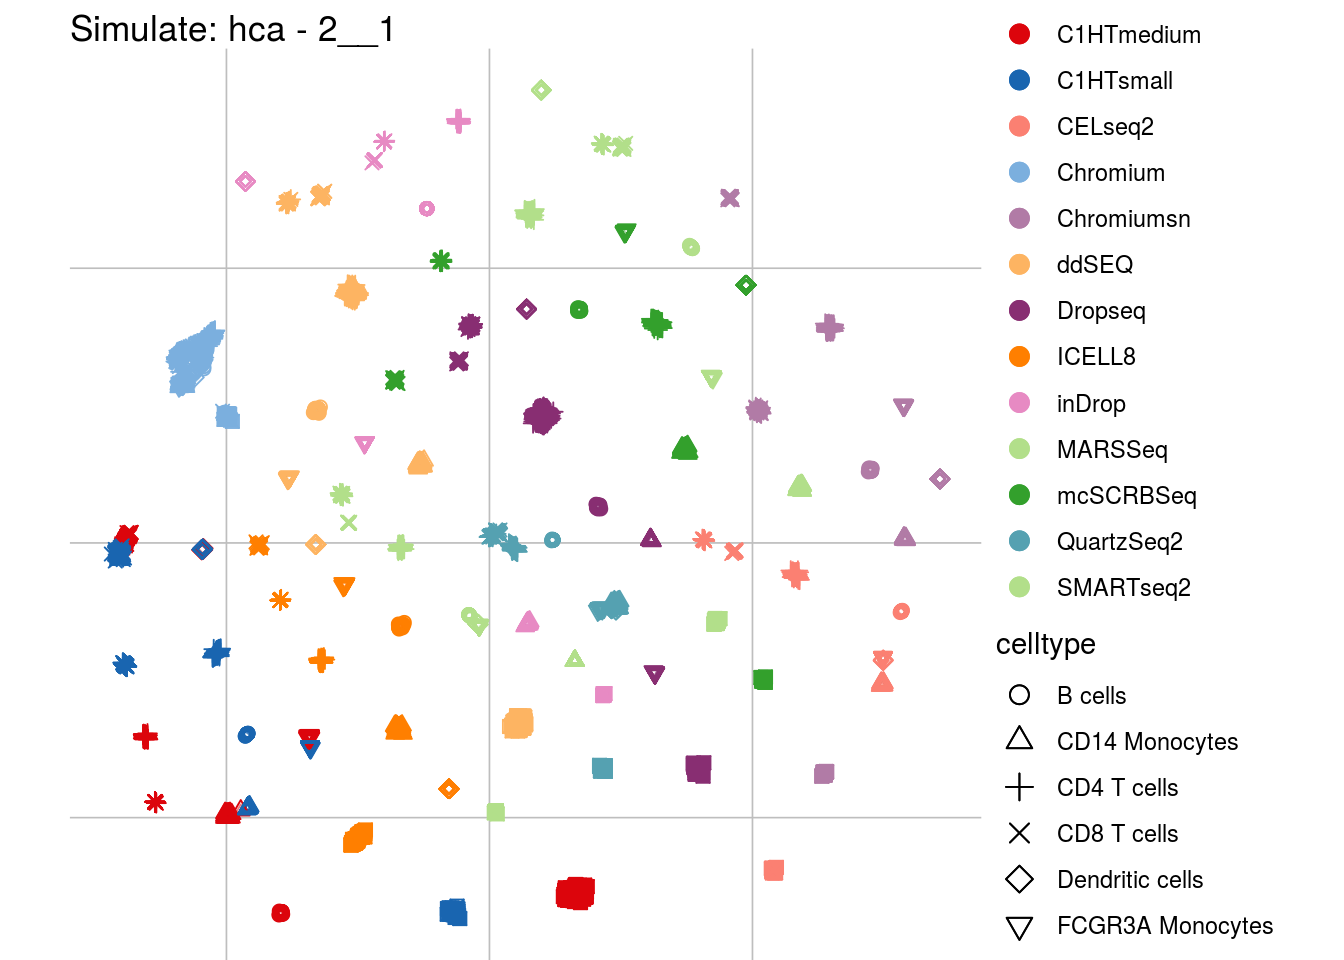 Simulate: hca - 2__1
C1HTmedium
C1HTsmall
CELseq2
Chromium
Chromiumsn
ddSEQ
Dropseq
ICELL8
inDrop
MARSSeq
mcSCRBSeq
QuartzSeq2
SMARTseq2
celltype
B cells
CD14 Monocytes
CD4 T cells
CD8 T cells
Dendritic cells
FCGR3A Monocytes